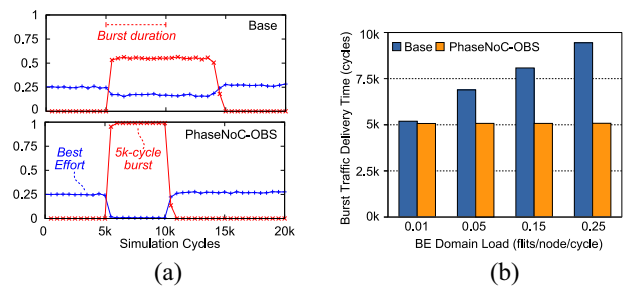 1
0.75
0.5
0.25
0
Burst duration
Base
1
0.75
0.5
0.25
0
PhaseNoC-OBS
Best
Effort
5k-cycle
burst
0 5k 10k 15k 20k
Simulation Cycles
(a)
Base PhaseNoC-OBS
Burst Traffic Delivery Time (cycles)
10k
7.5k
5k
2.5k
0k
0.01 0.05 0.15 0.25
BE Domain Load (flits/node/cycle)
(b)